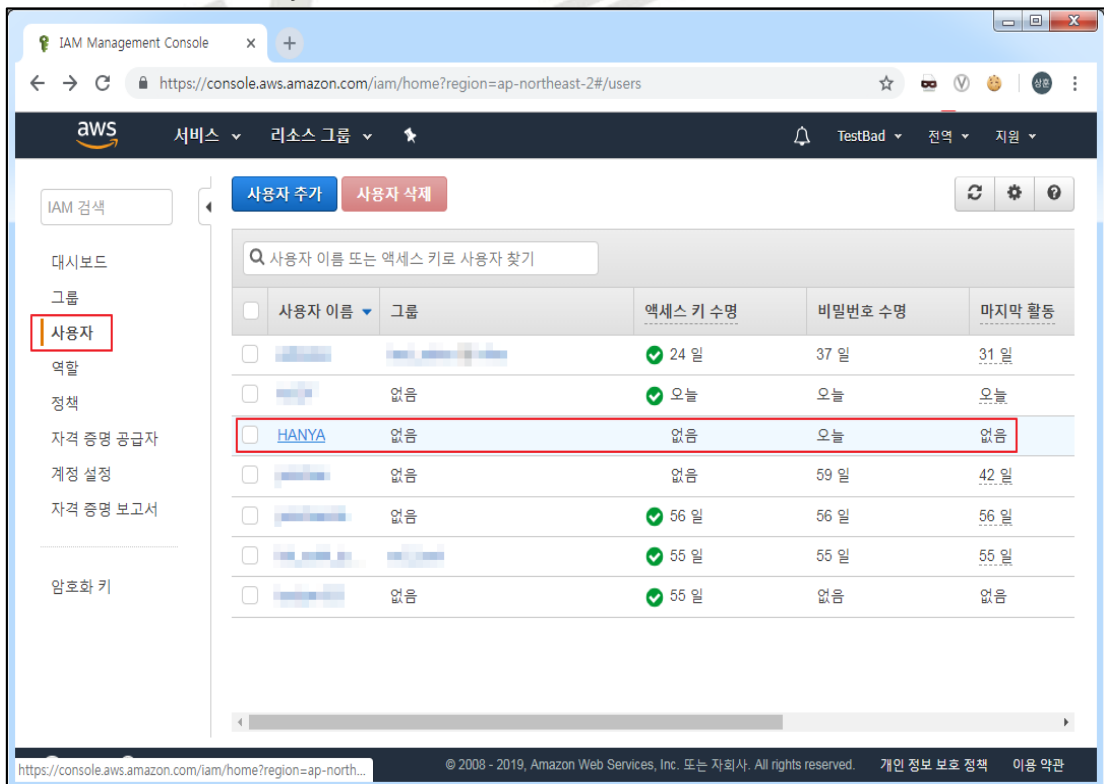 IAM Management Console
https://console.aws.amazon.com/iam/home?region=ap-northeast-2#/users
상훈
aws 서비스 리소스 그룹 TestBad 전역 지원
IAM 검색
대시보드
그룹
사용자
역할
정책
자격 증명 공급자
계정 설정
자격 증명 보고서
암호화 키
사용자 추가 사용자 삭제
사용자 이름 또는 액세스 키로 사용자 찾기
사용자 이름 그룹 액세스 키 수명 비밀번호 수명 마지막 활동
24 일 37 일 31 일
없음 오늘 오늘 오늘
HANYA 없음 없음 오늘 없음
없음 없음 59 일 42 일
없음 56 일 56 일 56 일
55 일 55 일 55 일
없음 55 일 없음 없음
https://console.aws.amazon.com/iam/home?region=ap-north...
© 2008 - 2019, Amazon Web Services, Inc. 또는 자회사. All rights reserved. 개인 정보 보호 정책 이용 약관